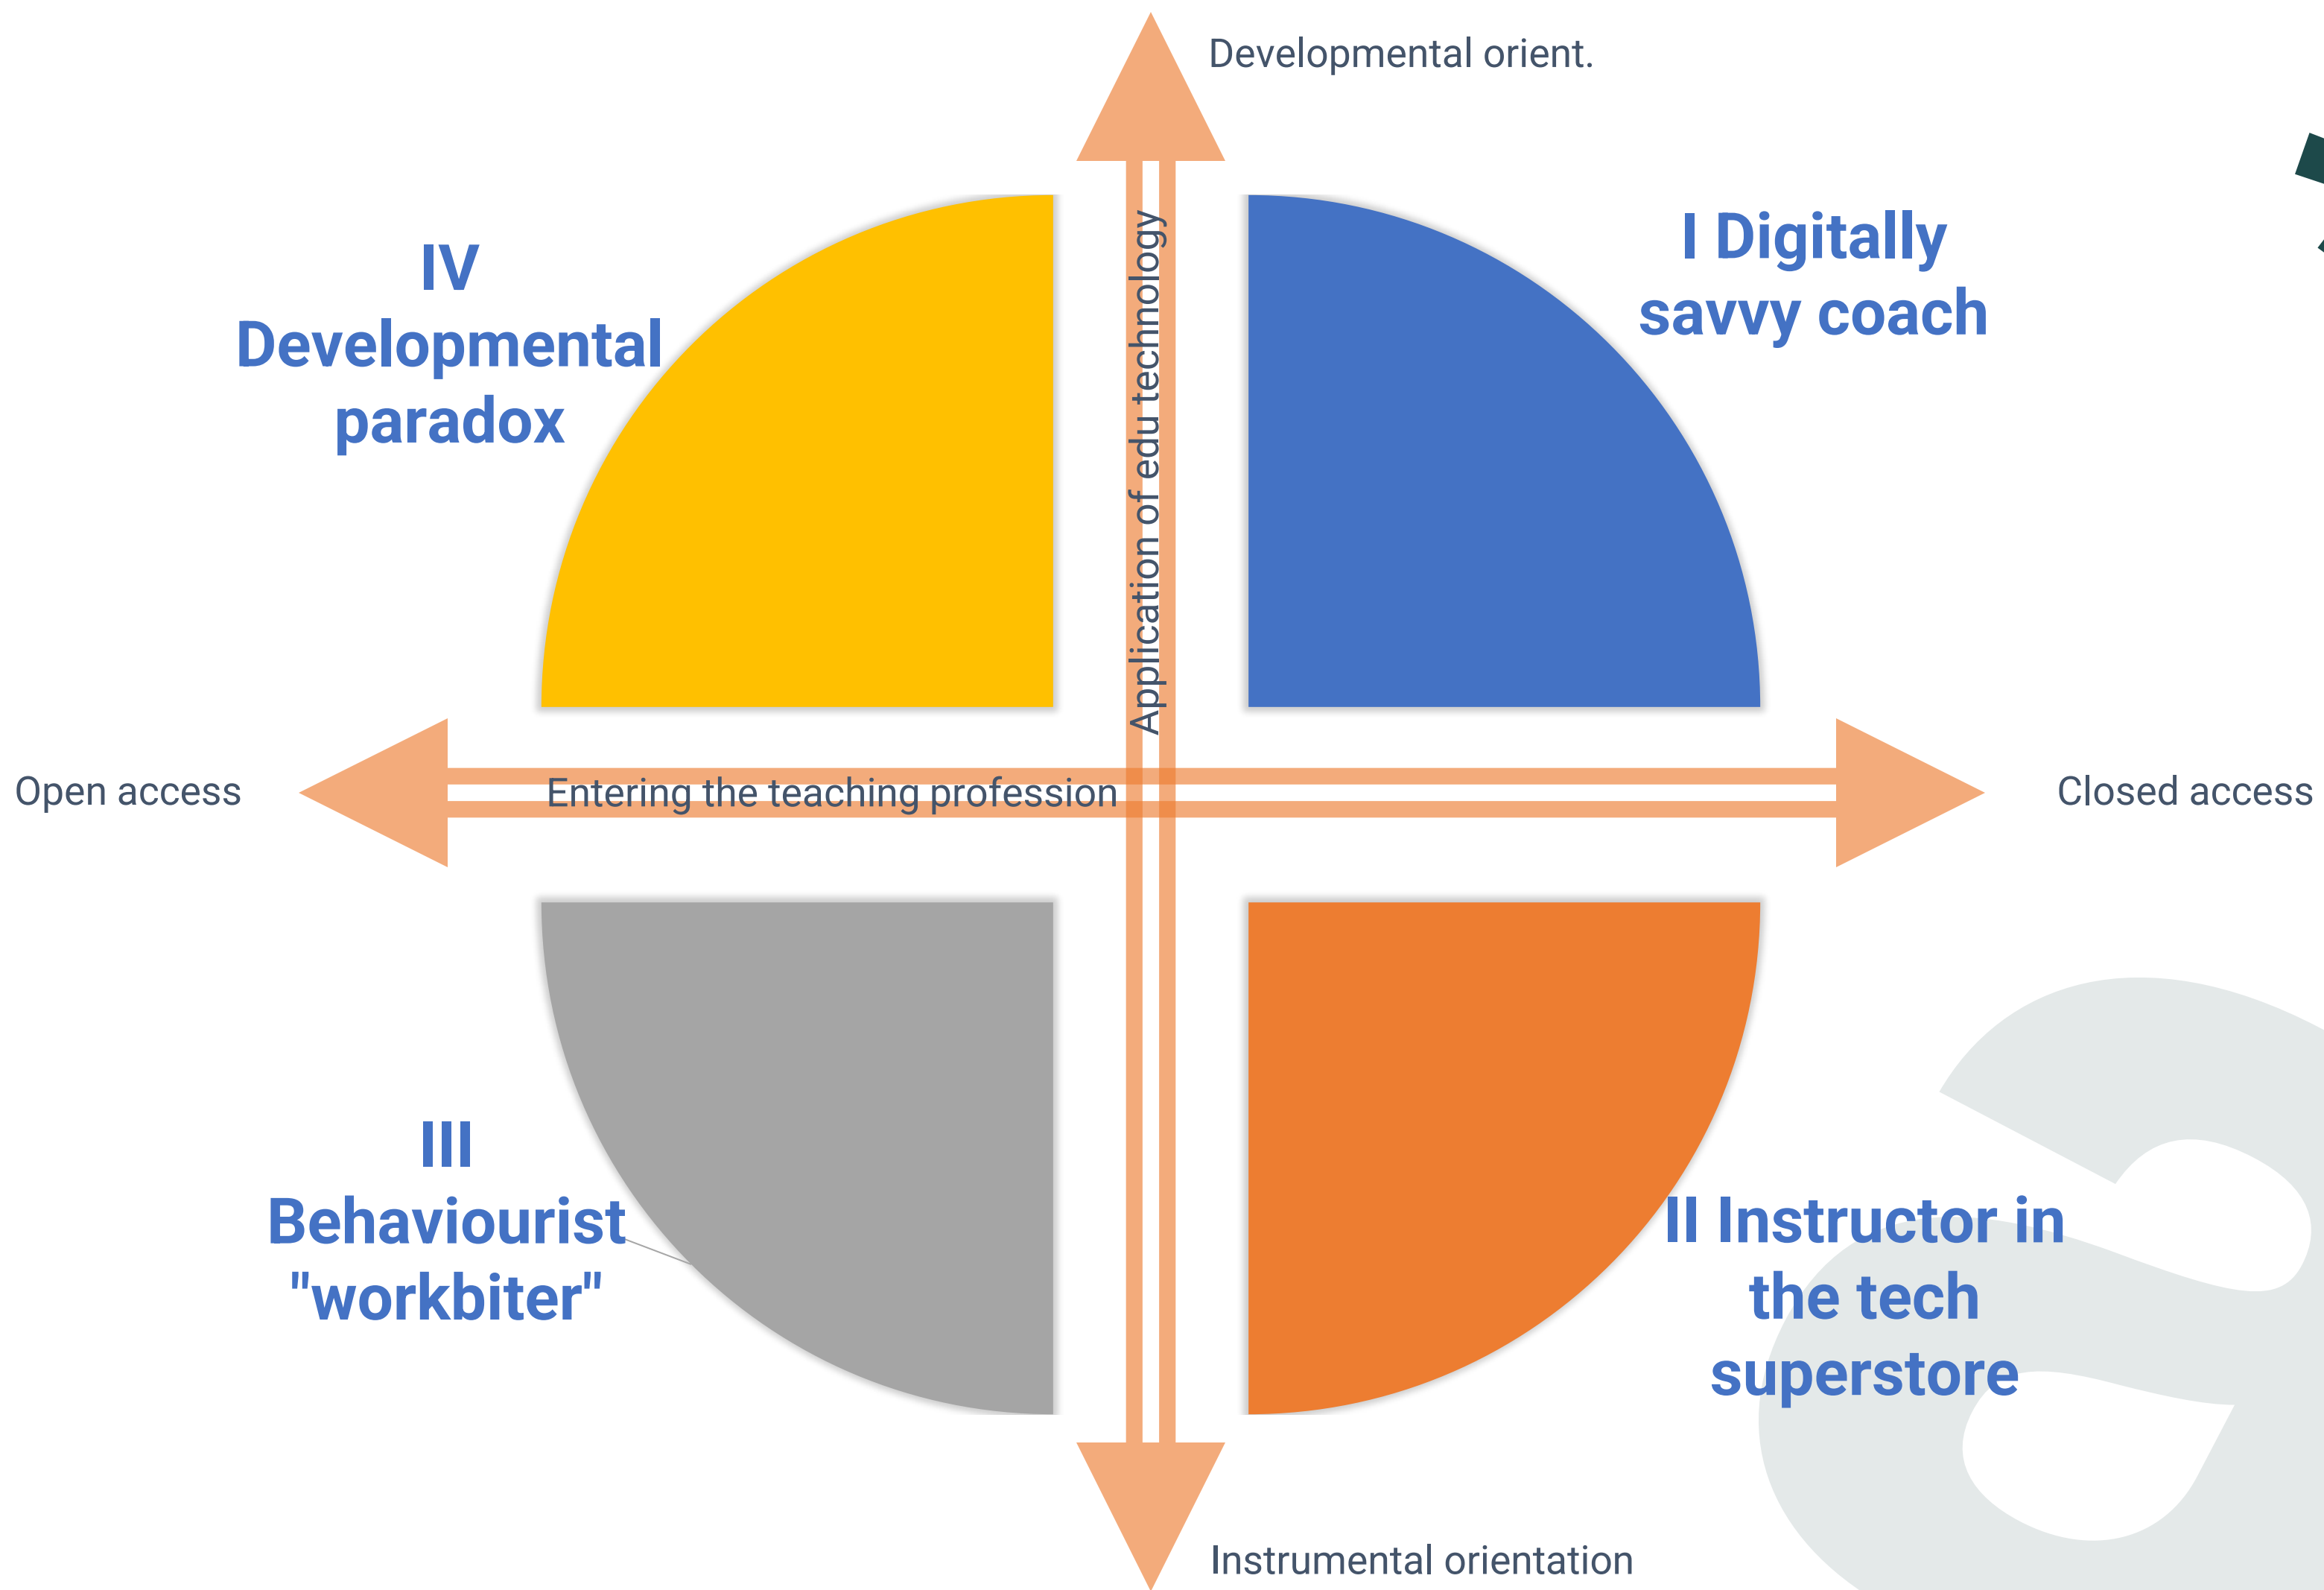 Developmental orient.
Application of edu technology
IV
Developmental
paradox
I Digitally
savvy coach
Open access
Entering the teaching profession
Closed access
III
Behaviourist
"workbiter"
II Instructor in
the tech
superstore
Instrumental orientation